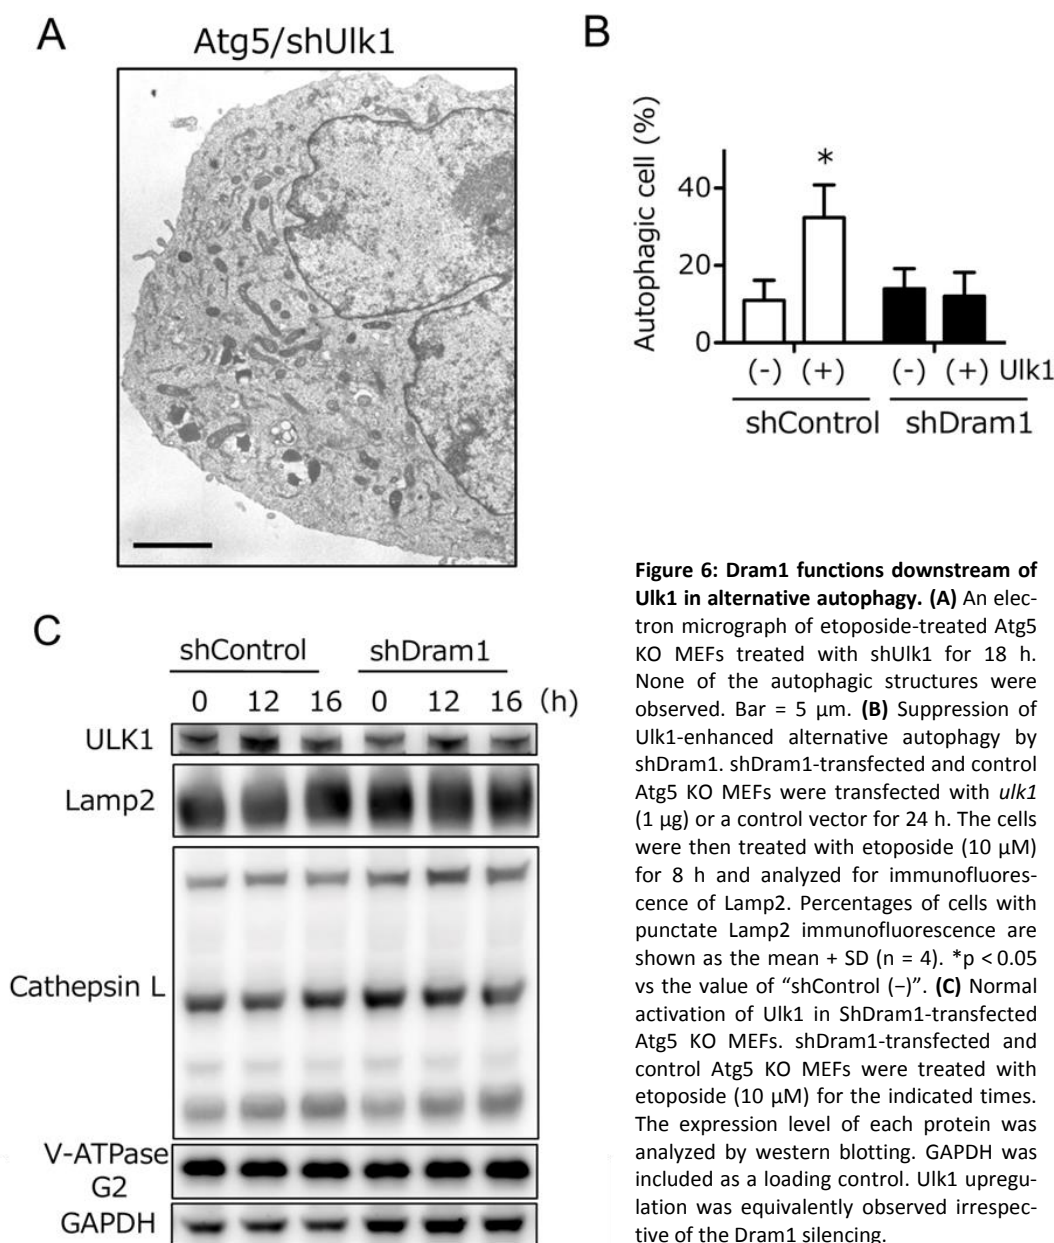 A
Atg5/shUlk1
B
Autophagic cell (%)
40
20
0
*
(-) (+) (-) (+) Ulk1
shControl shDram1
C
shControl shDram1
0 12 16 0 12 16 (h)
ULK1
Lamp2
Cathepsin L
V-ATPase
G2
GAPDH
Figure 6: Dram1 functions downstream of
Ulk1 in alternative autophagy. (A) An elec-
tron micrograph of etoposide-treated Atg5
KO MEFs treated with shUlk1 for 18 h.
None of the autophagic structures were
observed. Bar = 5 μm. (B) Suppression of
Ulk1-enhanced alternative autophagy by
shDram1. shDram1-transfected and control
Atg5 KO MEFs were transfected with ulk1
(1 μg) or a control vector for 24 h. The cells
were then treated with etoposide (10 μM)
for 8 h and analyzed for immunofluores-
cence of Lamp2. Percentages of cells with
punctate Lamp2 immunofluorescence are
shown as the mean + SD (n = 4). *p < 0.05
vs the value of “shControl (−)”. (C) Normal
activation of Ulk1 in ShDram1-transfected
Atg5 KO MEFs. shDram1-transfected and
control Atg5 KO MEFs were treated with
etoposide (10 μM) for the indicated times.
The expression level of each protein was
analyzed by western blotting. GAPDH was
included as a loading control. Ulk1 upregu-
lation was equivalently observed irrespec-
tive of the Dram1 silencing.